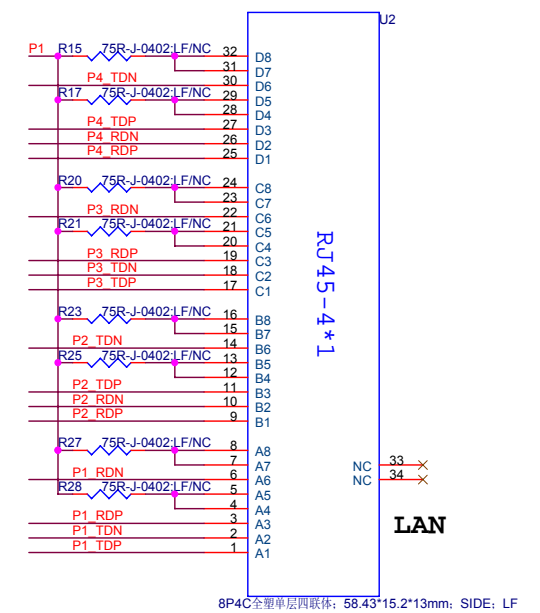 U2
P1 R15 75R-J-0402;LF/NC 32 D8
31 D7
P4_TDN 30 D6
R17 75R-J-0402;LF/NC 29 D5
28 D4
P4_TDP 27 D3
P4_RDN 26 D2
P4_RDP 25 D1
R20 75R-J-0402;LF/NC 24 C8
23 C7
P3_RDN 22 C6
R21 75R-J-0402;LF/NC 21 C5
20 C4
P3_RDP 19 C3
P3_TDN 18 C2
P3_TDP 17 C1
RJ45-4*1
R23 75R-J-0402;LF/NC 16 B8
15 B7
P2_TDN 14 B6
R25 75R-J-0402;LF/NC 13 B5
12 B4
P2_TDP 11 B3
P2_RDN 10 B2
P2_RDP 9 B1
R27 75R-J-0402;LF/NC 8 A8
7 A7
NC 33
P1_RDN 6 A6
NC 34
R28 75R-J-0402;LF/NC 5 A5
4 A4
P1_RDP 3 A3
LAN
P1_TDN 2 A2
P1_TDP 1 A1
8P4C全塑单层四联体；58.43*15.2*13mm；SIDE；LF